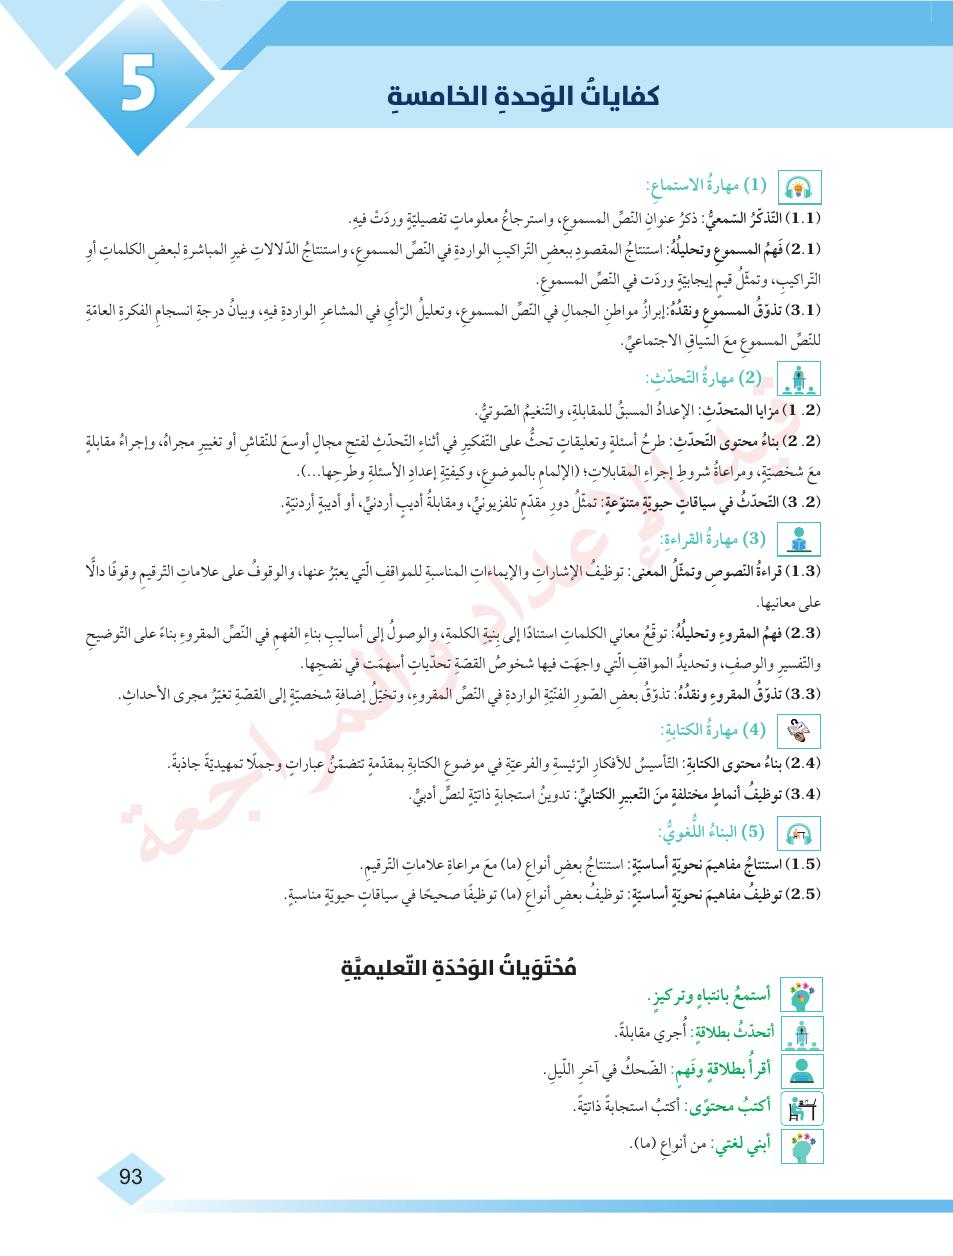 5
كفاياتُ الوَحدةِ الخامسةِ
(1) مهارةُ الاستماعِ:
(1.1) التّذكّرُ السّمعيُّ: ذكرُ عنوانِ النّصِّ المسموعِ، واسترجاعُ معلوماتٍ تفصيليّةٍ وردَتْ فيهِ.
(2.1) فَهمُ المسموعِ وتحليلُهُ: استنتاجُ المقصودِ ببعضِ التّراكيبِ الواردةِ في النّصِّ المسموعِ، واستنتاجُ الدّلالاتِ غيرِ المباشرةِ لبعضِ الكلماتِ أوِ
التّراكيبِ، وتمثّلُ قيمٍ إيجابيّةٍ وردَت في النّصِّ المسموعِ.
(3.1) تذوّقُ المسموعِ ونقدُهُ:إبرازُ مواطنِ الجمالِ في النّصِّ المسموعِ، وتعليلُ الرّأيِ في المشاعرِ الواردةِ فيهِ، وبيانُ درجةِ انسجامِ الفكرةِ العامّةِ
للنّصِّ المسموعِ معَ السّياقِ الاجتماعيِّ.
(2) مهارةُ التّحدّثِ:
(2. 1) مزايا المتحدّثِ: الإعدادُ المسبقُ للمقابلةِ، والتّنغيمُ الصّوتيُّ.
(2. 2) بناءُ محتوى التّحدّثِ: طرحُ أسئلةٍ وتعليقاتٍ تحثُّ على التّفكيرِ في أثناءِ التّحدّثِ لفتحِ مجالٍ أوسعَ للنّقاشِ أو تغييرِ مجراهُ، وإجراءُ مقابلةٍ
معَ شخصيّةٍ، ومراعاةُ شروطِ إجراءِ المقابلاتِ؛ (الإلمامِ بالموضوعِ، وكيفيّةِ إعدادِ الأسئلةِ وطرحِها...).
(2. 3) التّحدّثُ في سياقاتٍ حيويّةٍ متنوّعةٍ: تمثّلُ دورِ مقدّمٍ تلفزيونيٍّ، ومقابلةُ أديبٍ أردنيٍّ، أو أديبةٍ أردنيّةٍ.
(3) مهارةُ القراءةِ:
(1.3) قراءةُ النّصوصِ وتمثّلُ المعنى: توظيفُ الإشاراتِ والإيماءاتِ المناسبةِ للمواقفِ الّتي يعبّرُ عنها، والوقوفُ على علاماتِ التّرقيمِ وقوفًا دالًّا
على معانيها.
(2.3) فهمُ المقروءِ وتحليلُهُ: توقّعُ معاني الكلماتِ استنادًا إلى بِنيةِ الكلمةِ، والوصولُ إلى أساليبِ بناءِ الفهمِ في النّصِّ المقروءِ بناءً على التّوضيحِ
والتّفسيرِ والوصفِ، وتحديدُ المواقفِ الّتي واجهَت فيها شخوصُ القصّةِ تحدّياتٍ أسهمَت في نضجِها.
(3.3) تذوّقُ المقروءِ ونقدُهُ: تذوّقُ بعضِ الصّورِ الفنّيّةِ الواردةِ في النّصِّ المقروءِ، وتخيّلُ إضافةِ شخصيّةٍ إلى القصّةِ تغيّرُ مجرى الأحداثِ.
(4) مهارةُ الكتابةِ:
(2.4) بناءُ محتوى الكتابةِ: التّأسيسُ للأفكارِ الرّئيسةِ والفرعيّةِ في موضوعِ الكتابةِ بمقدّمةٍ تتضمّنُ عباراتٍ وجملًا تمهيديّةً جاذبةً.
(3.4) توظيفُ أنماطٍ مختلفةٍ منَ التّعبيرِ الكتابيِّ: تدوينُ استجابةٍ ذاتيّةٍ لنصٍّ أدبيٍّ.
(5) البناءُ اللُّغويُّ:
(1.5) استنتاجُ مفاهيمَ نحويّةٍ أساسيّةٍ: استنتاجُ بعضِ أنواعِ (ما) معَ مراعاةِ علاماتِ التّرقيمِ.
(2.5) توظيفُ مفاهيمَ نحويّةٍ أساسيّةٍ: توظيفُ بعضِ أنواعِ (ما) توظيفًا صحيحًا في سياقاتٍ حيويّةٍ مناسبةٍ.
مُحْتَوَياتُ الوَحْدَةِ التّعليميَّةِ
أستمعُ بانتباهٍ وتركيزٍ.
أتحدّثُ بطلاقةٍ: أُجري مقابلةً.
أقرأُ بطلاقةٍ وفَهمٍ: الضّحكُ في آخرِ اللّيلِ.
أكتبُ محتوًى: أكتبُ استجابةً ذاتيّةً.
أبني لغتي: من أنواعِ (ما).
93
قيد الإعداد والمراجعة